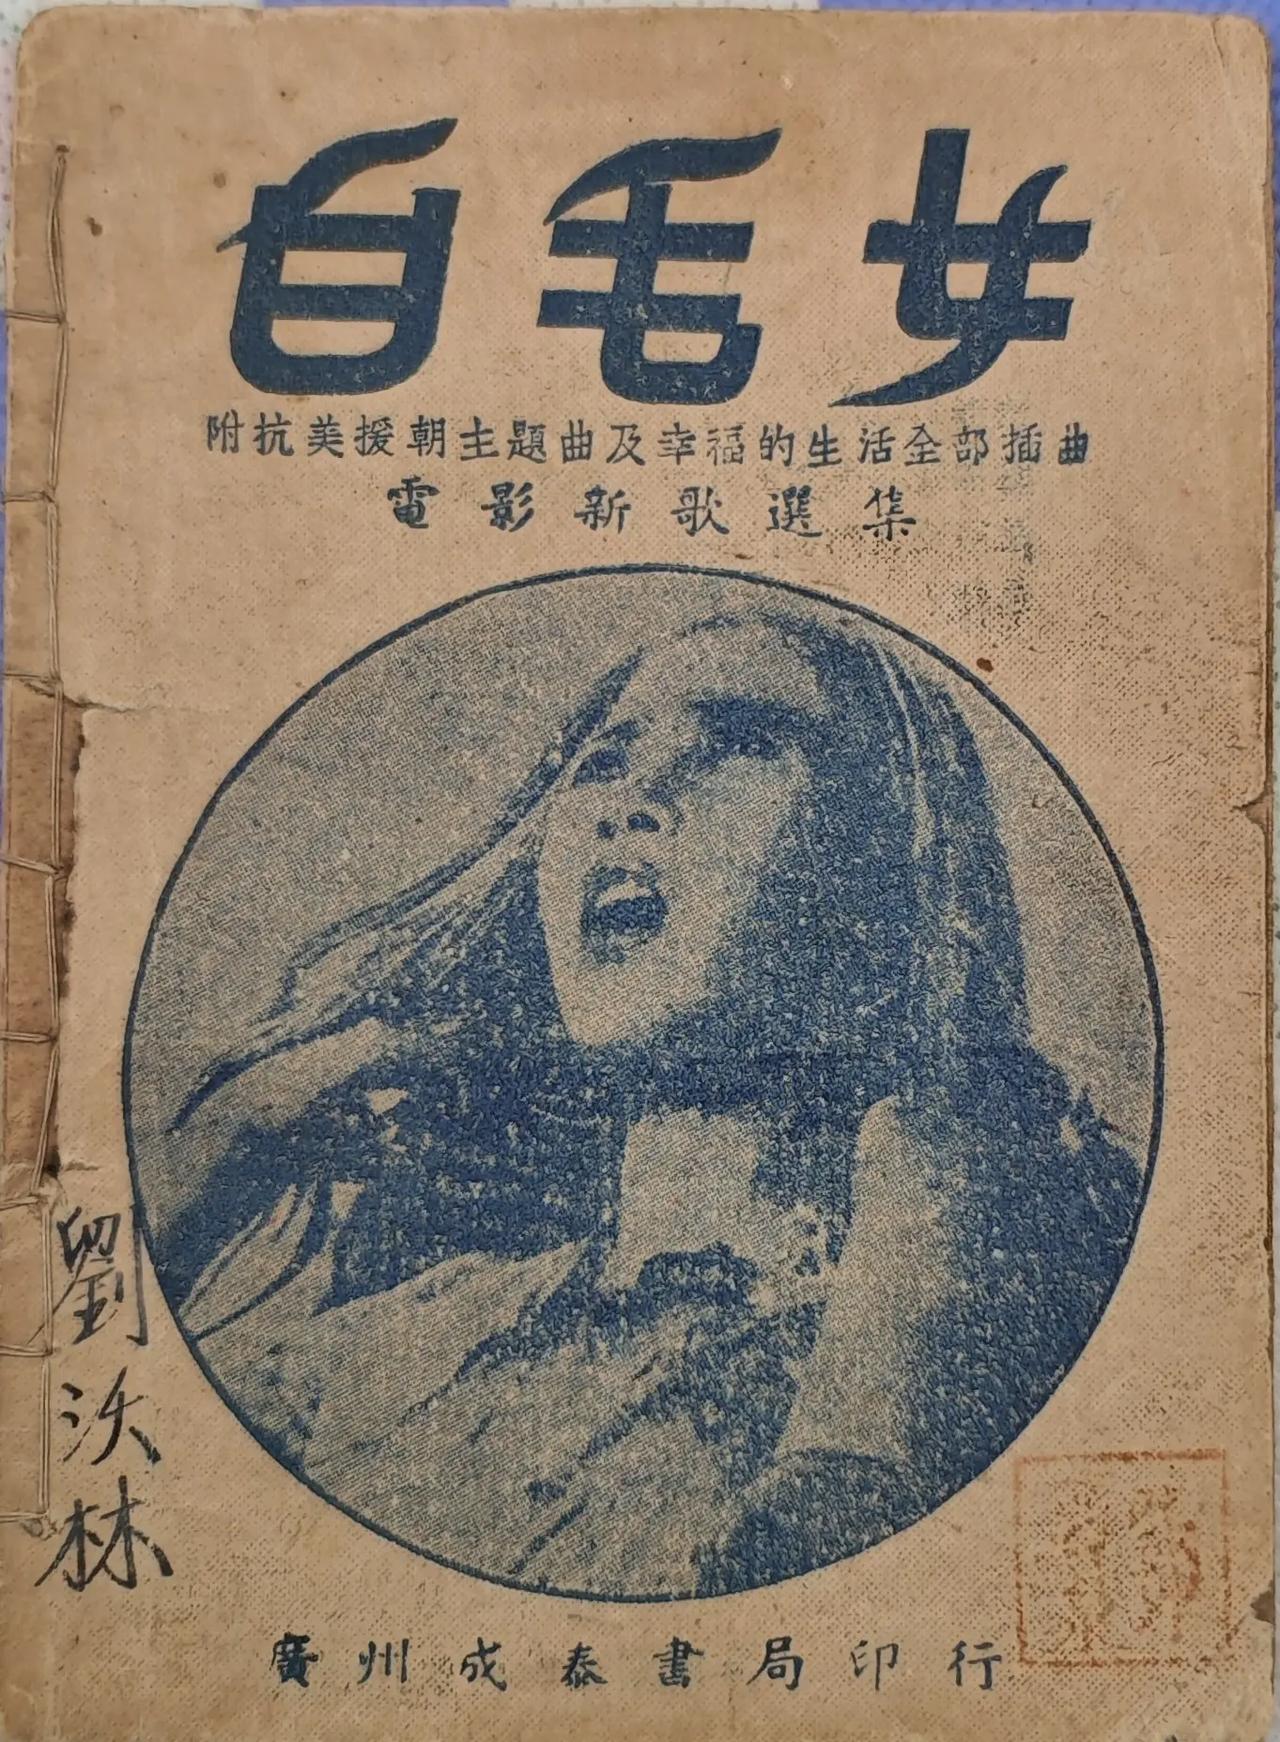 白毛女
附抗美援朝主題曲及幸福的生活全部插曲
電影新歌選集
劉沃林
廣州成泰書局印行